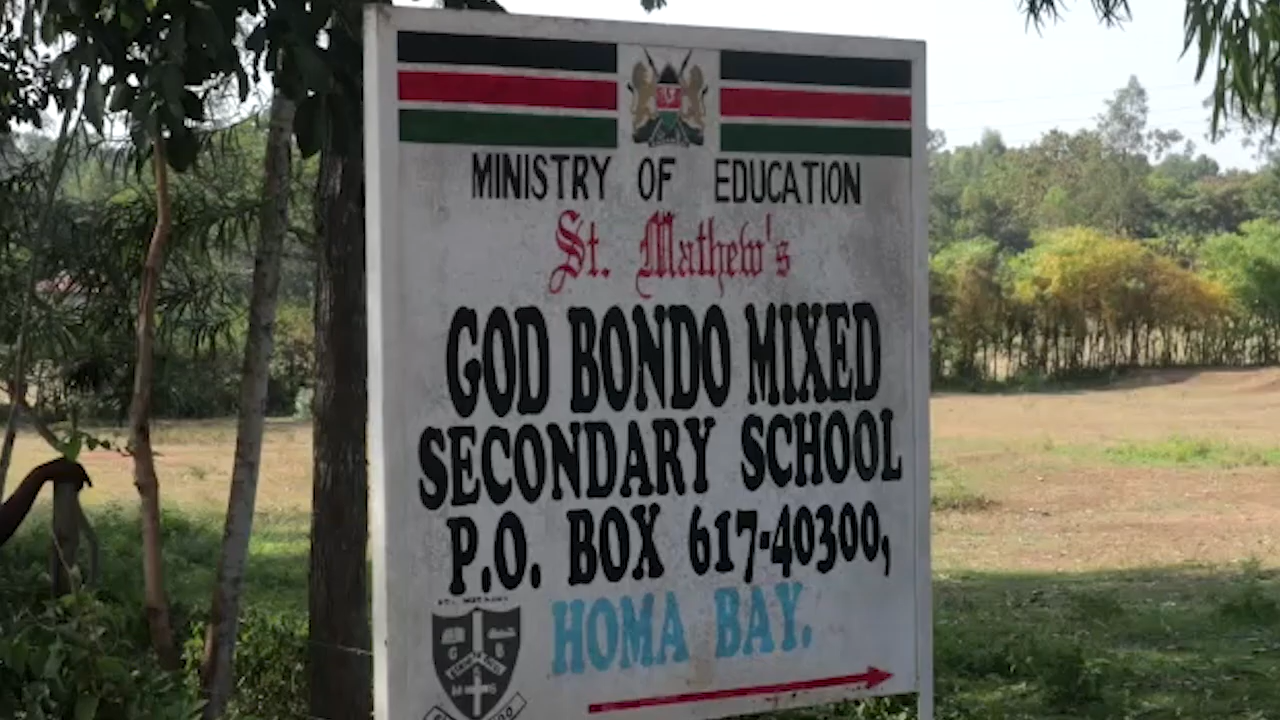 MINISTRY OF EDUCATION
St. Mathew's
GOD BONDO MIXED
SECONDARY SCHOOL
P.O. BOX 617-40300,
HOMA BAY.
G B